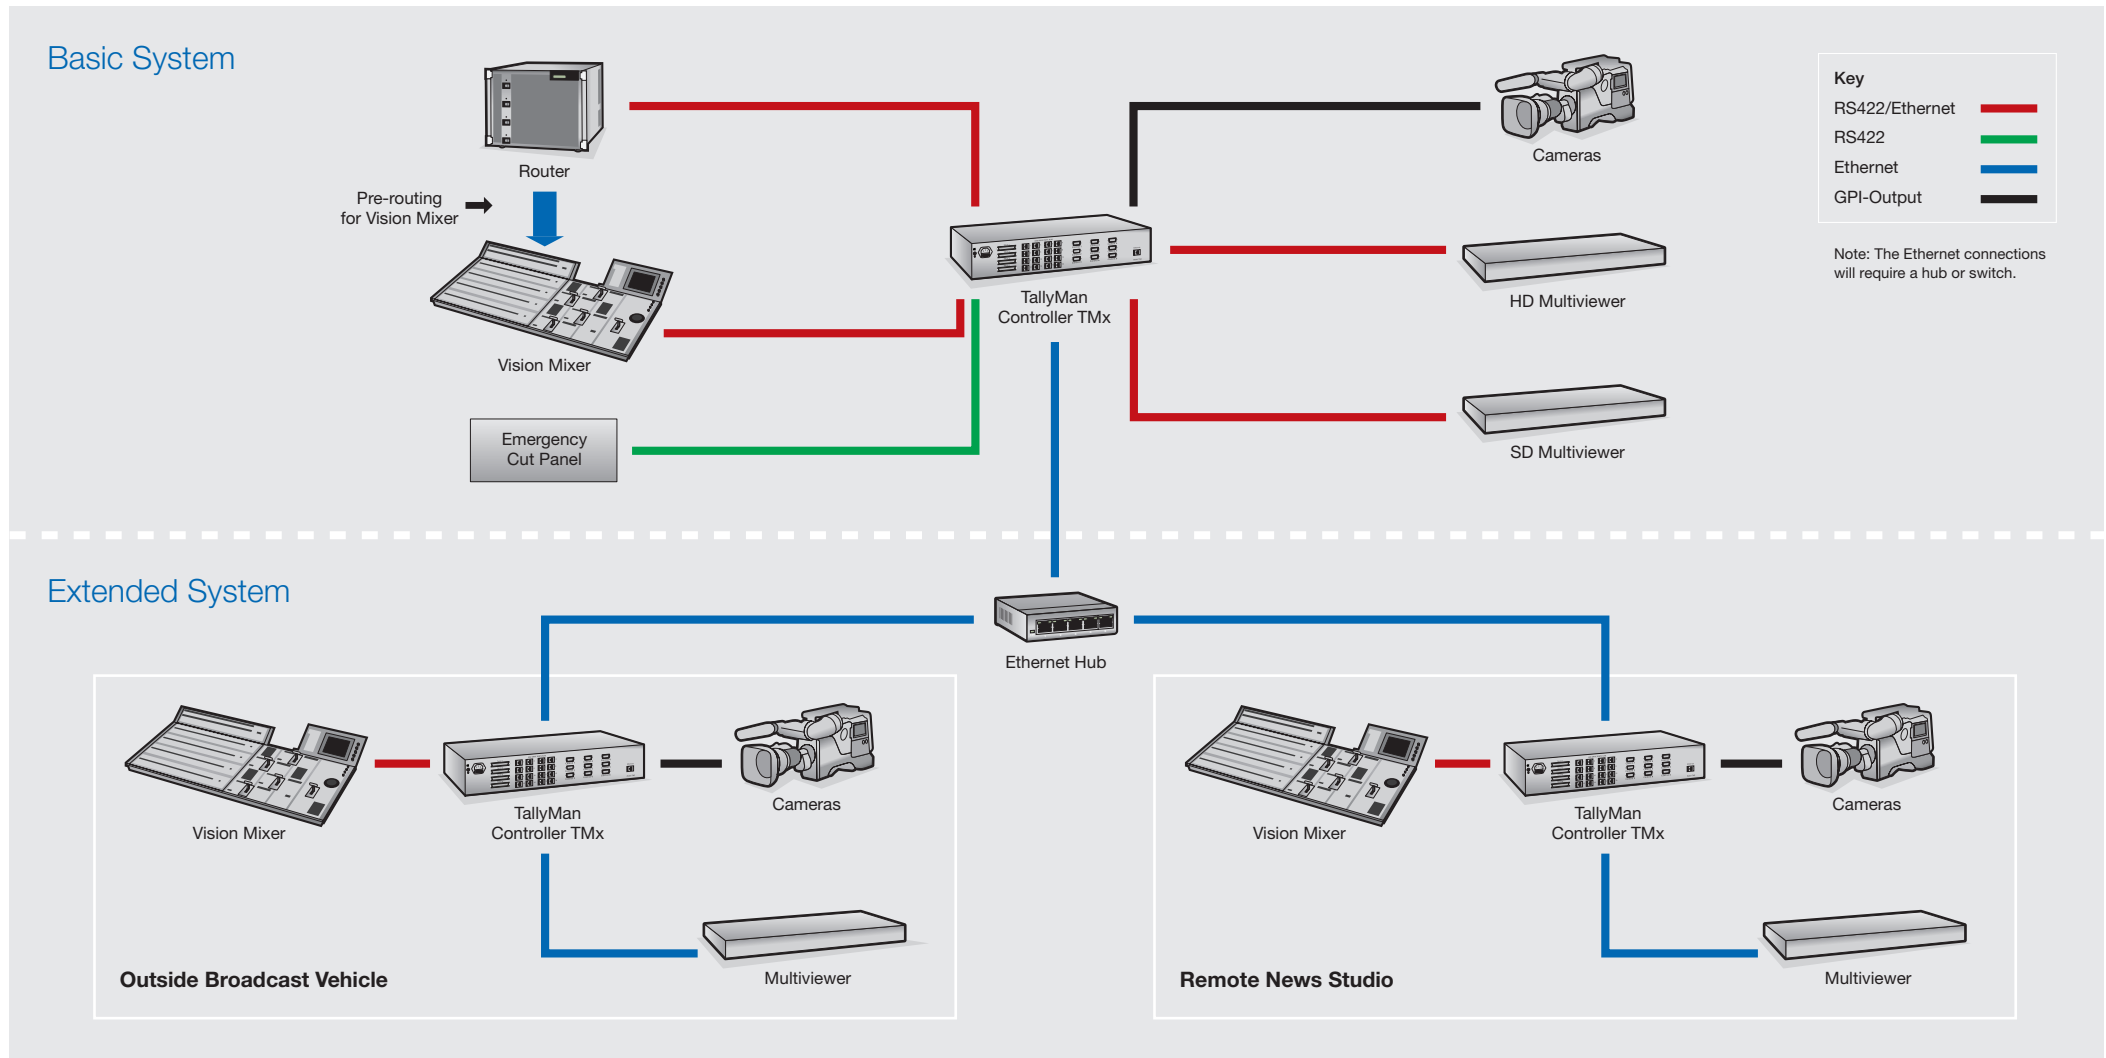 Basic System
Router
Pre-routing
for Vision Mixer
Vision Mixer
Emergency
Cut Panel
TallyMan
Controller TMx
Cameras
HD Multiviewer
SD Multiviewer
Key
RS422/Ethernet
RS422
Ethernet
GPI-Output
Note: The Ethernet connections
will require a hub or switch.
Extended System
Ethernet Hub
Vision Mixer
TallyMan
Controller TMx
Cameras
Multiviewer
Outside Broadcast Vehicle
Vision Mixer
TallyMan
Controller TMx
Cameras
Multiviewer
Remote News Studio